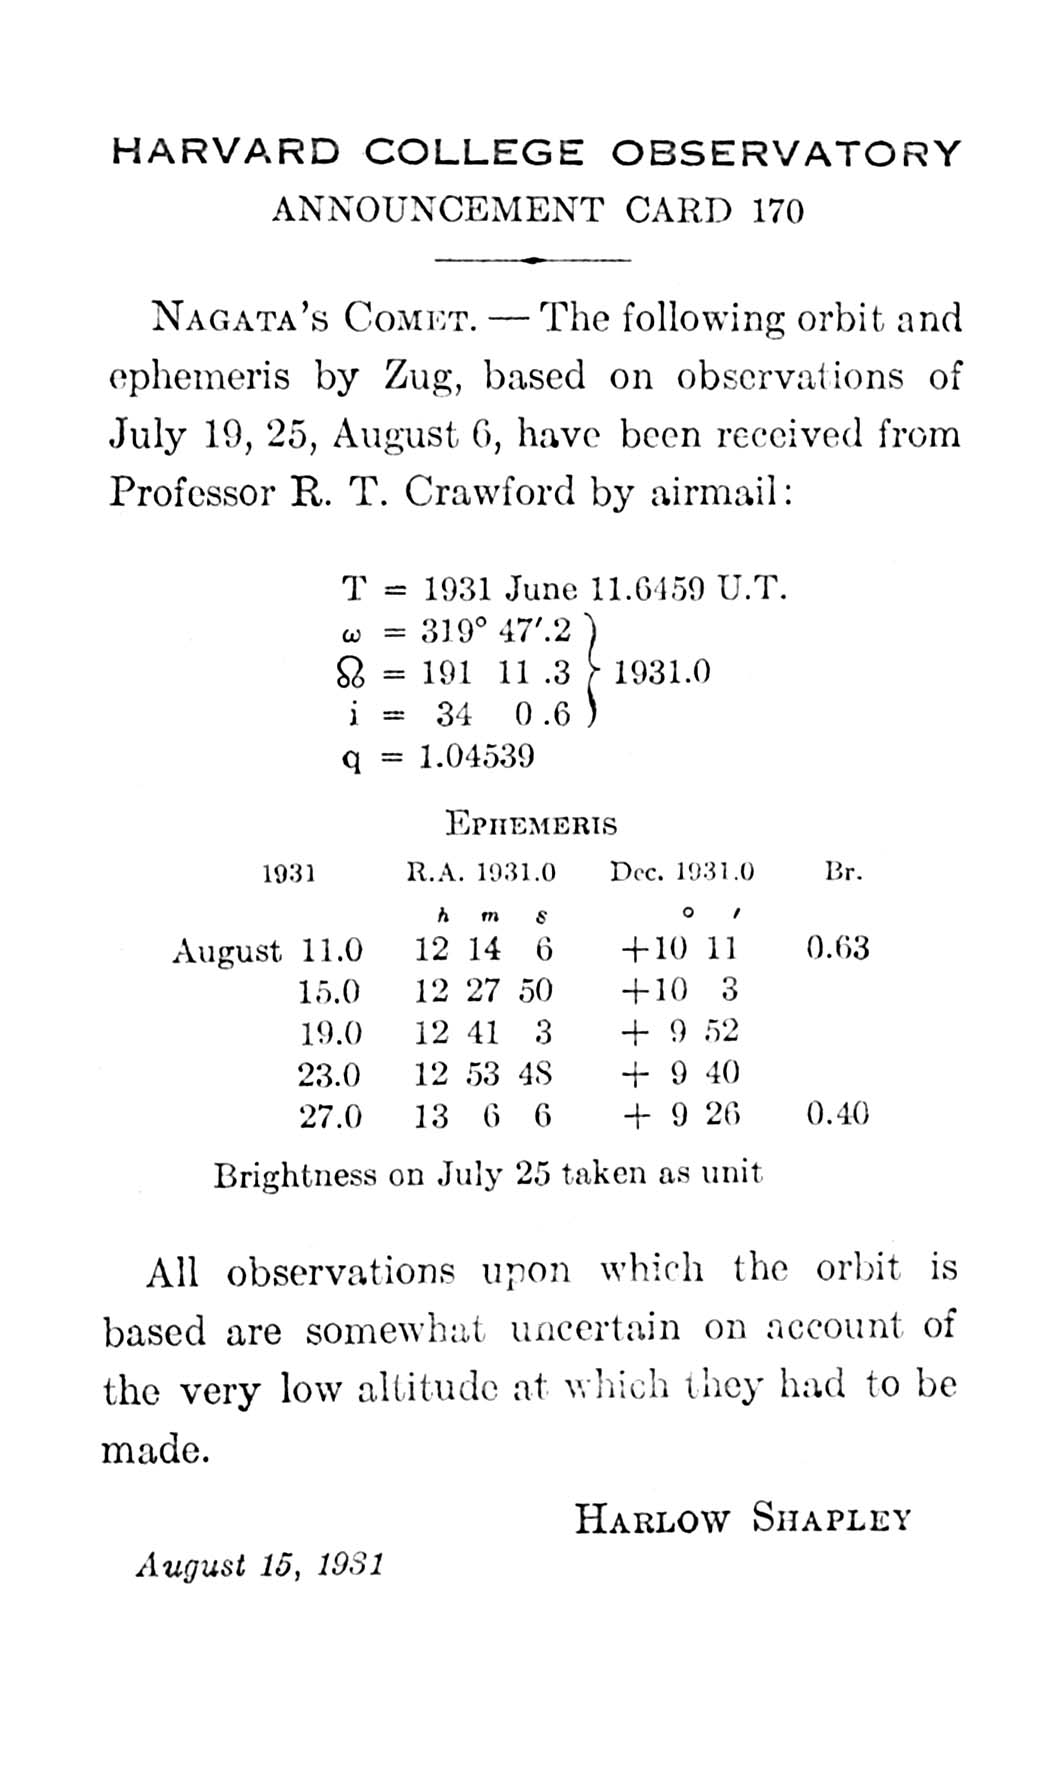 HARVARD COLLEGE OBSERVATORY
ANNOUNCEMENT CARD 170
NAGATA'S COMET. — The following orbit and
ephemeris by Zug, based on observations of
July 19, 25, August 6, have been received from
Professor R. T. Crawford by airmail:
T = 1931 June 11.6459 U.T.
ω = 319° 47′.2
☊ = 191 11 .3 } 1931.0
i = 34 0 .6
q = 1.04539
EPHEMERIS
1931 R.A. 1931.0 Dec. 1931.0 Br.
h m s ° ′
August 11.0 12 14 6 +10 11 0.63
15.0 12 27 50 +10 3
19.0 12 41 3 + 9 52
23.0 12 53 48 + 9 40
27.0 13 6 6 + 9 26 0.40
Brightness on July 25 taken as unit
All observations upon which the orbit is
based are somewhat uncertain on account of
the very low altitude at which they had to be
made.
HARLOW SHAPLEY
August 15, 1931